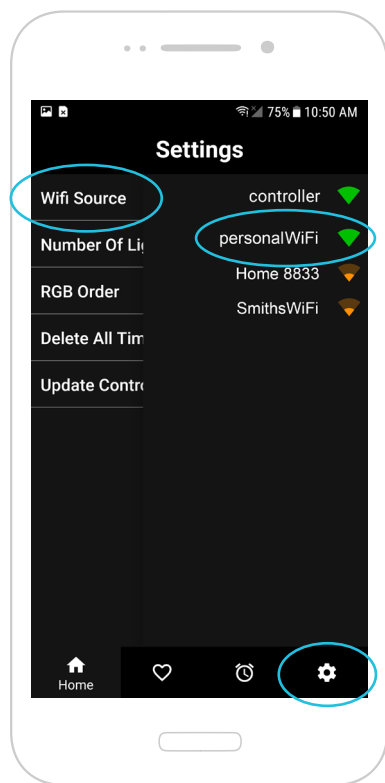 75% 10:50 AM
Settings
Wifi Source
controller
Number Of Li
personalWiFi
Home 8833
RGB Order
SmithsWiFi
Delete All Tim
Update Contr
Home